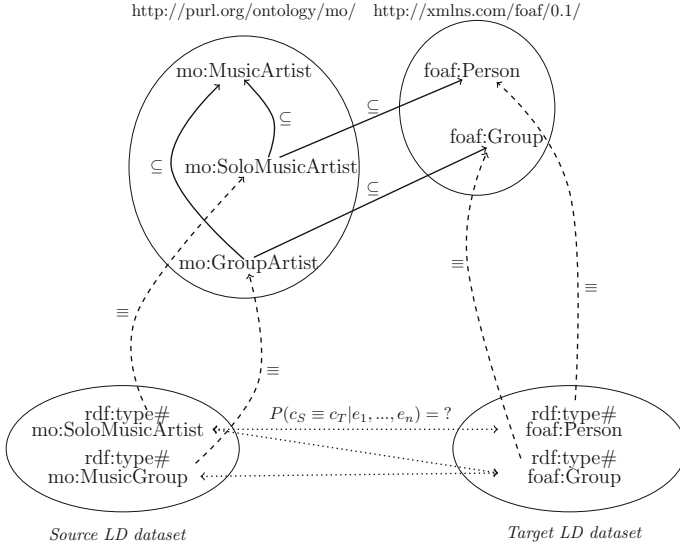 http://purl.org/ontology/mo/ http://xmlns.com/foaf/0.1/
mo:MusicArtist
foaf:Person
⊆
⊆
foaf:Group
⊆
mo:SoloMusicArtist
⊆
mo:GroupArtist
≡
≡
≡
≡
rdf:type#
mo:SoloMusicArtist
rdf:type#
mo:MusicGroup
P(c_S ≡ c_T|e_1, ..., e_n) = ?
rdf:type#
foaf:Person
rdf:type#
foaf:Group
Source LD dataset
Target LD dataset